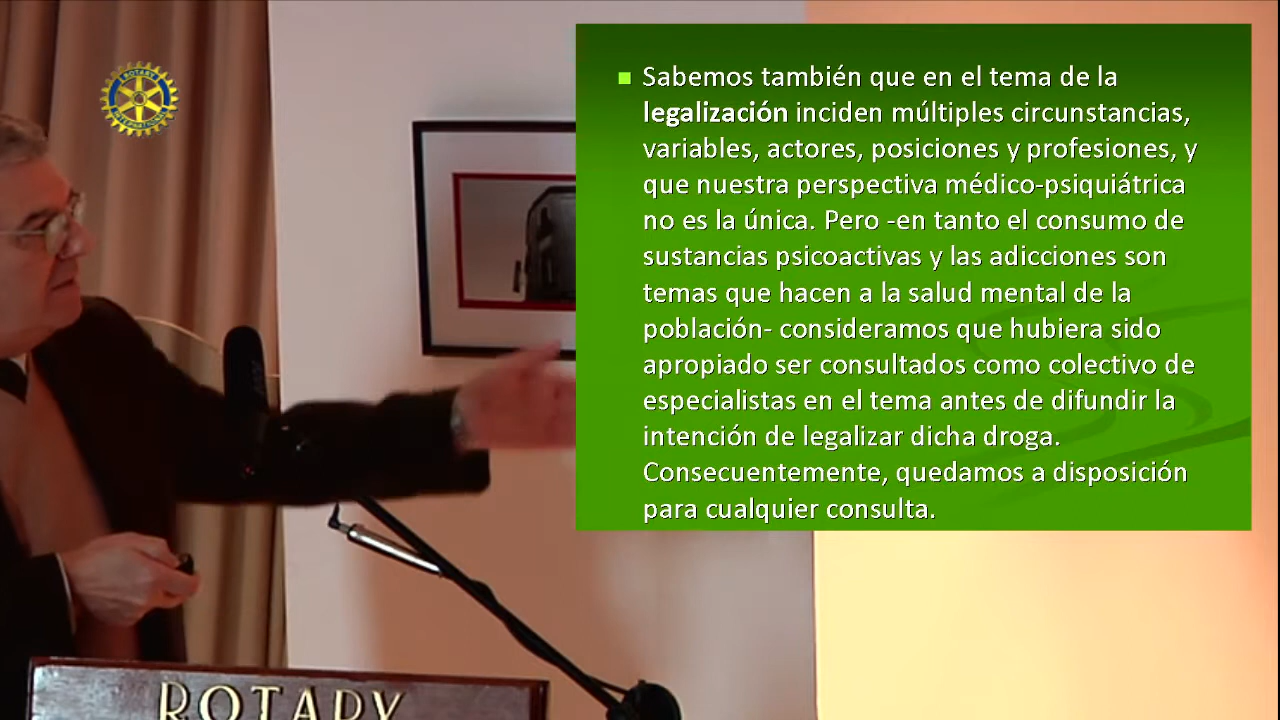 ROTARY
INTERNATIONAL
Sabemos también que en el tema de la
legalización inciden múltiples circunstancias,
variables, actores, posiciones y profesiones, y
que nuestra perspectiva médico-psiquiátrica
no es la única. Pero -en tanto el consumo de
sustancias psicoactivas y las adicciones son
temas que hacen a la salud mental de la
población- consideramos que hubiera sido
apropiado ser consultados como colectivo de
especialistas en el tema antes de difundir la
intención de legalizar dicha droga.
Consecuentemente, quedamos a disposición
para cualquier consulta.
ROTARY